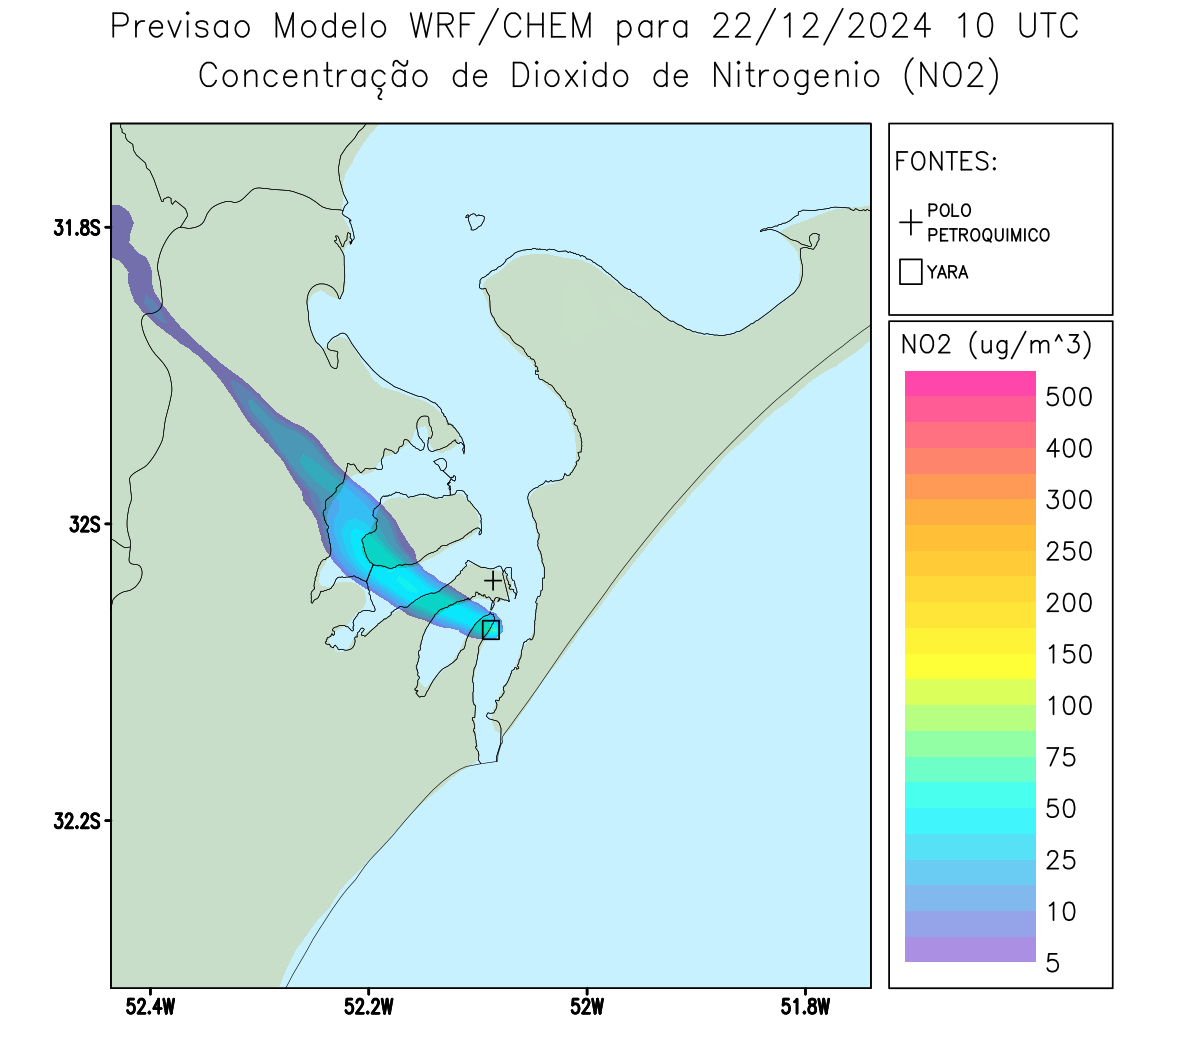 Previsao Modelo WRF/CHEM para 22/12/2024 10 UTC
Concentração de Dioxido de Nitrogenio (NO2)
FONTES:
POLO
PETROQUIMICO
YARA
NO2 (ug/m^3)
500
400
300
250
200
150
100
75
50
25
10
5
31.8S
32S
32.2S
52.4W
52.2W
52W
51.8W